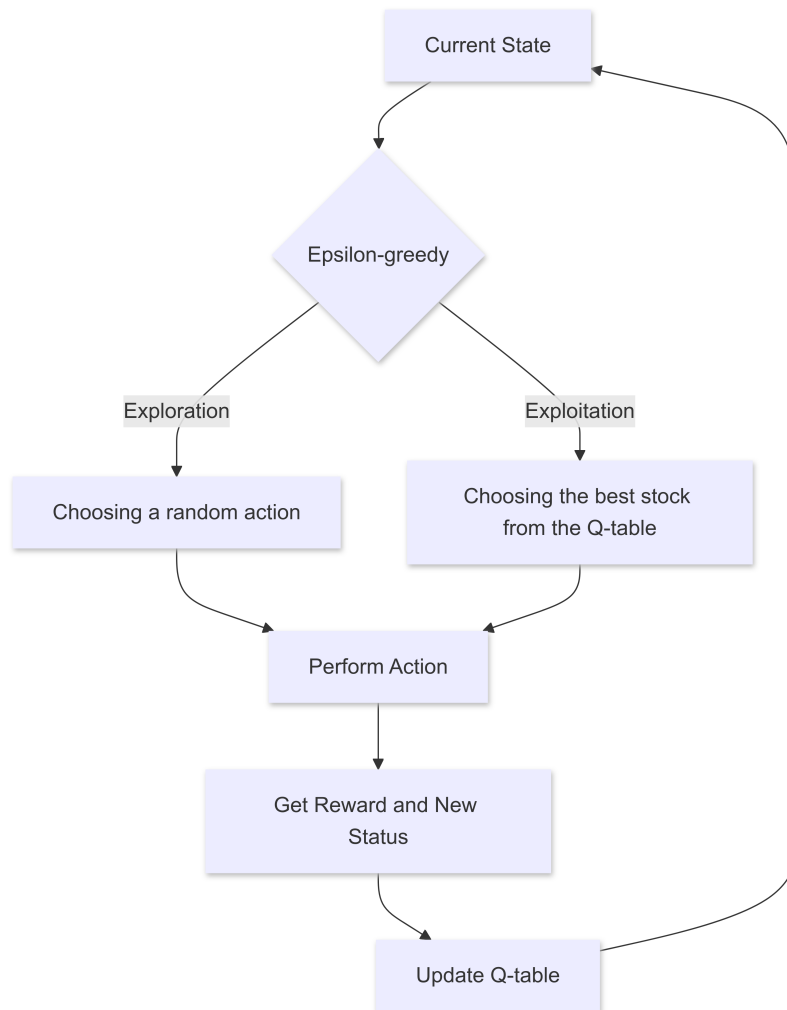 Current State
Epsilon-greedy
Exploration
Exploitation
Choosing a random action
Choosing the best stock
from the Q-table
Perform Action
Get Reward and New
Status
Update Q-table